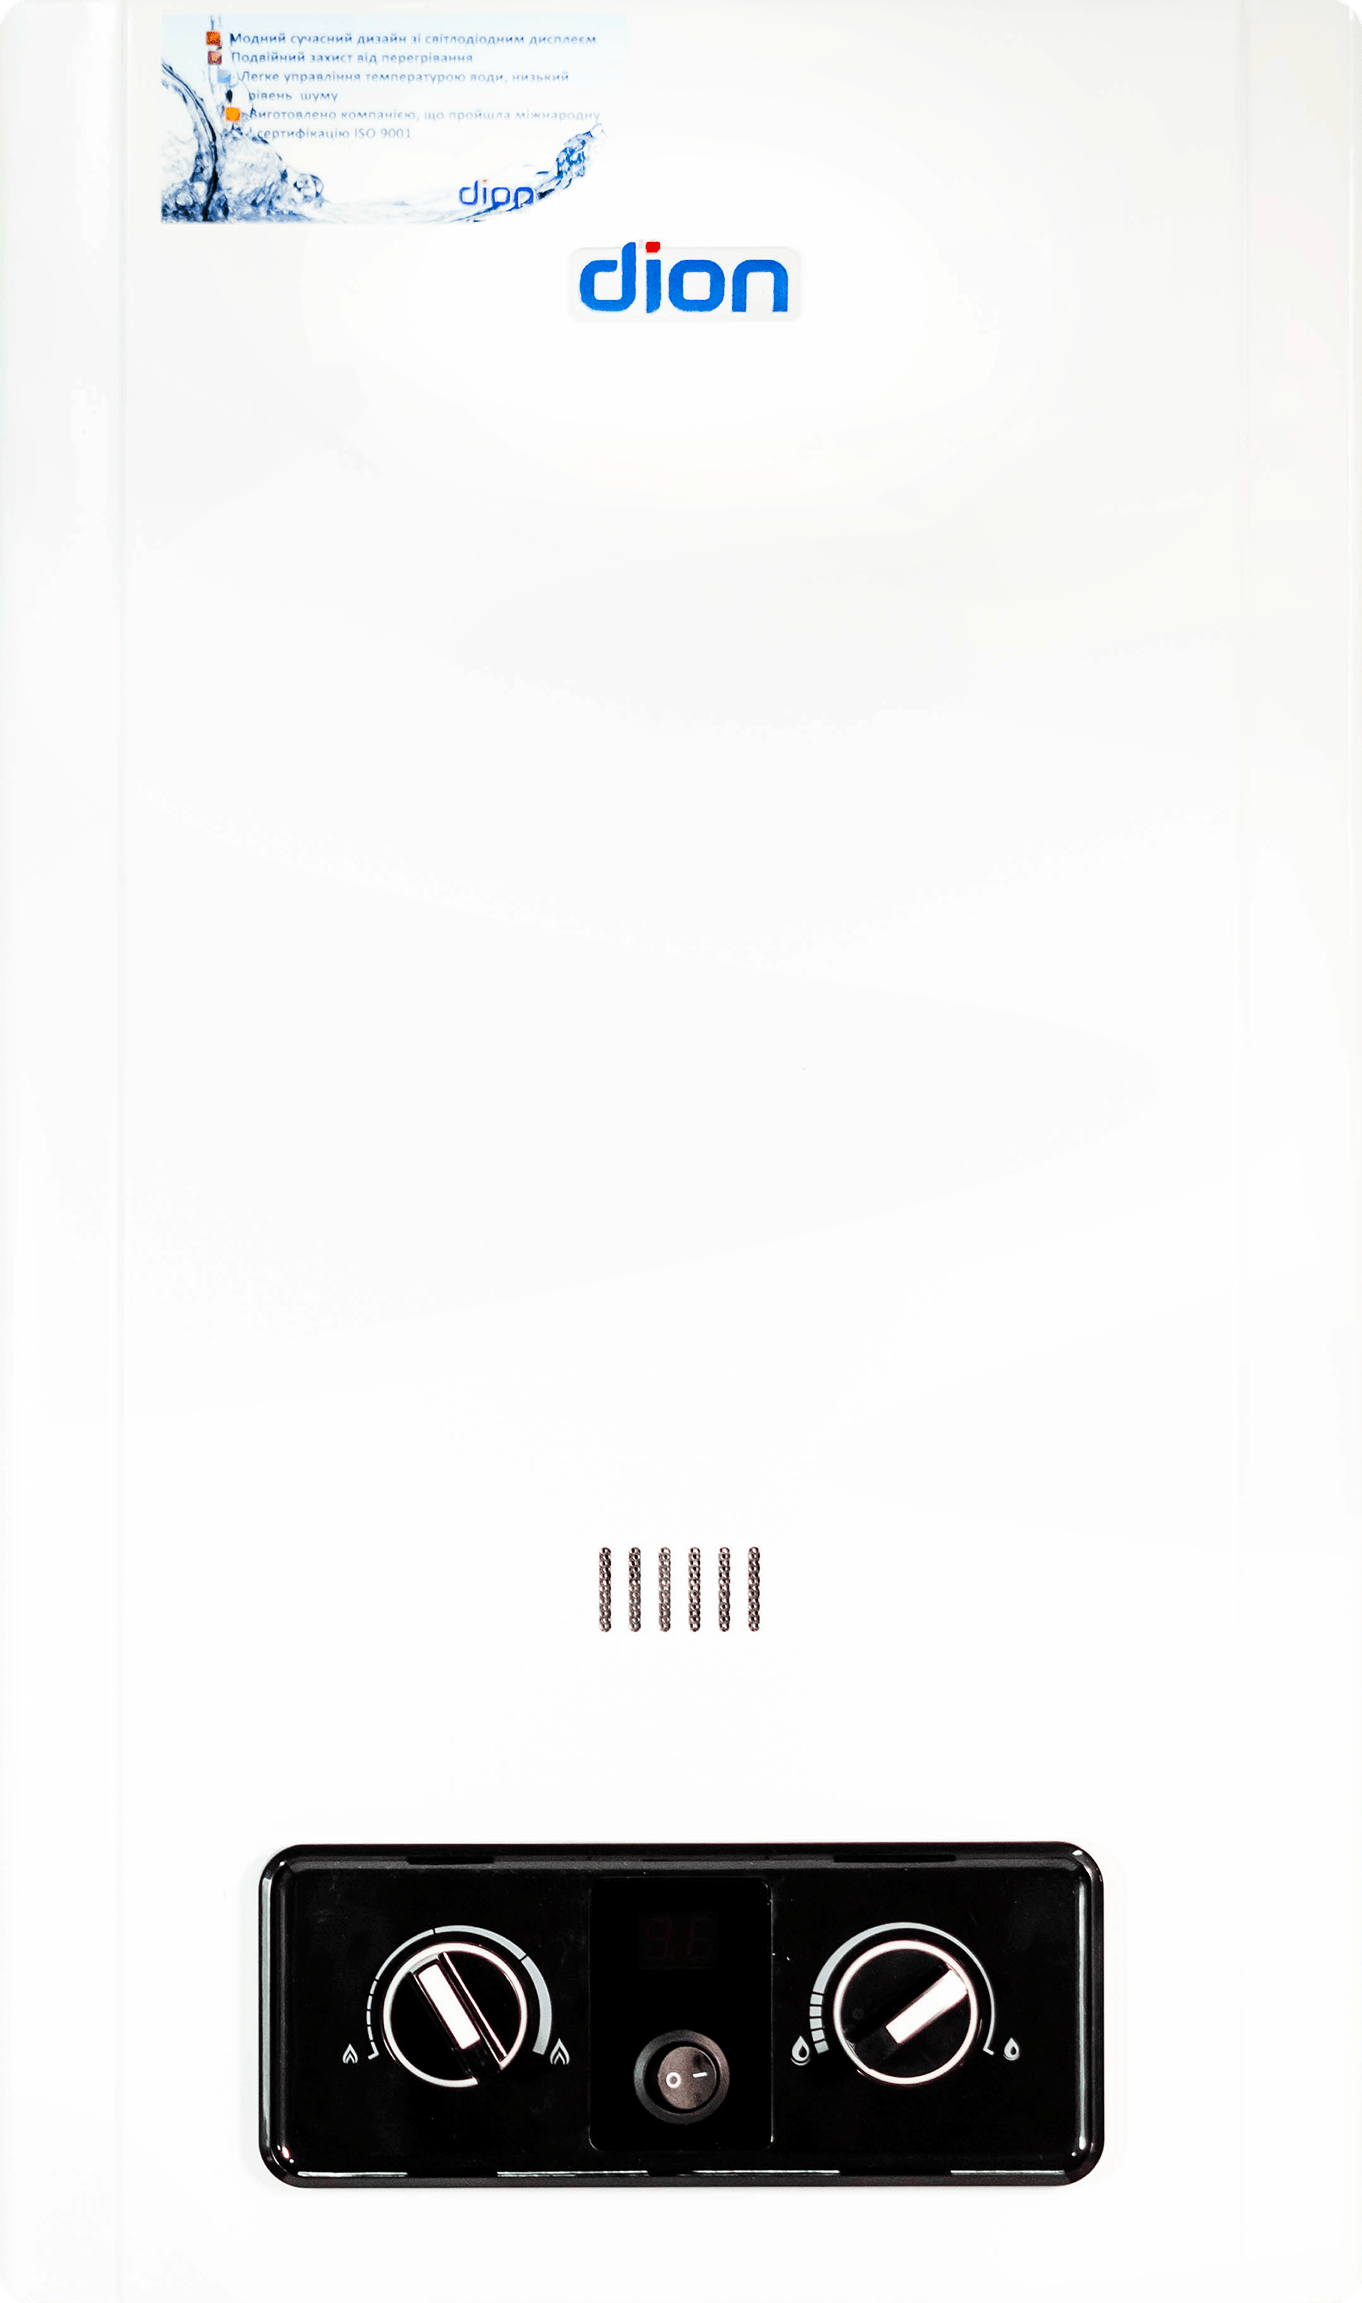 Модний сучасний дизайн зі світлодіодним дисплеєм
Подвійний захист від перегрівання
Легке управління температурою води, низький
рівень шуму
Виготовлено компанією, що пройшла міжнародну
сертифікацію ISO 9001
dion
dion